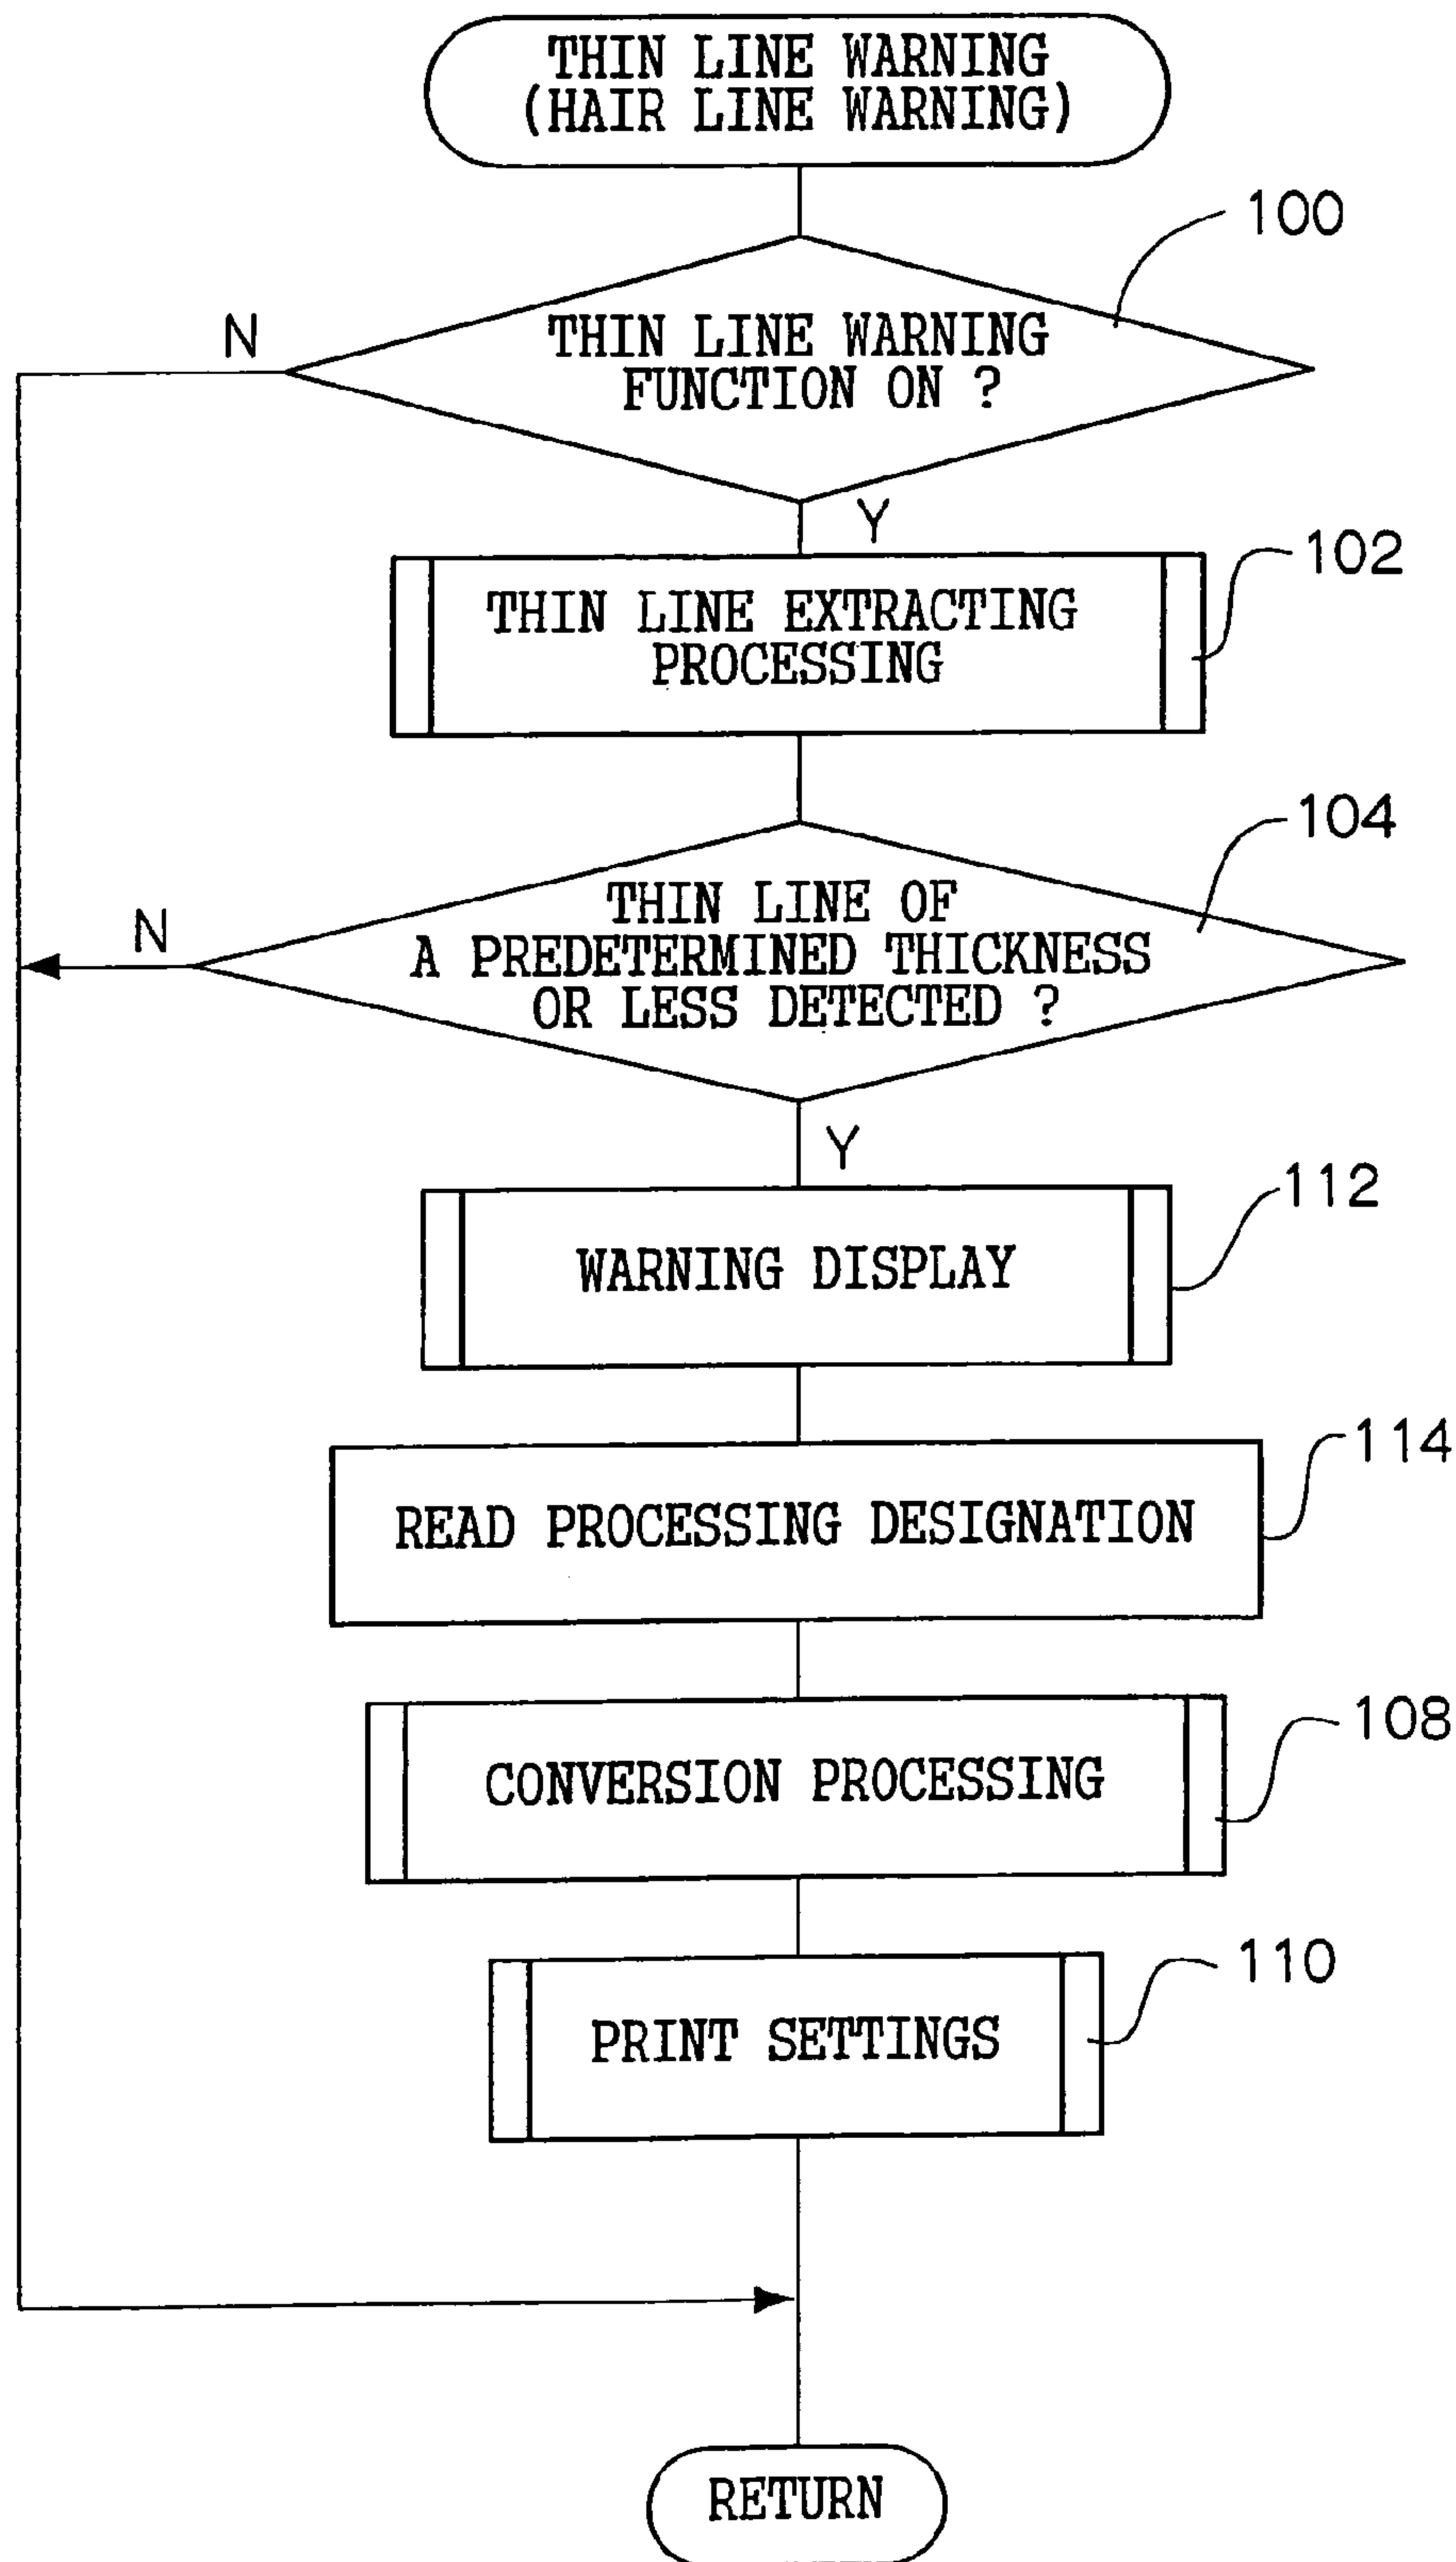 THIN LINE WARNING
(HAIR LINE WARNING)
100
THIN LINE WARNING
FUNCTION ON ?
N
Y
102
THIN LINE EXTRACTING
PROCESSING
104
THIN LINE OF
A PREDETERMINED THICKNESS
OR LESS DETECTED ?
N
Y
112
WARNING DISPLAY
114
READ PROCESSING DESIGNATION
108
CONVERSION PROCESSING
110
PRINT SETTINGS
RETURN